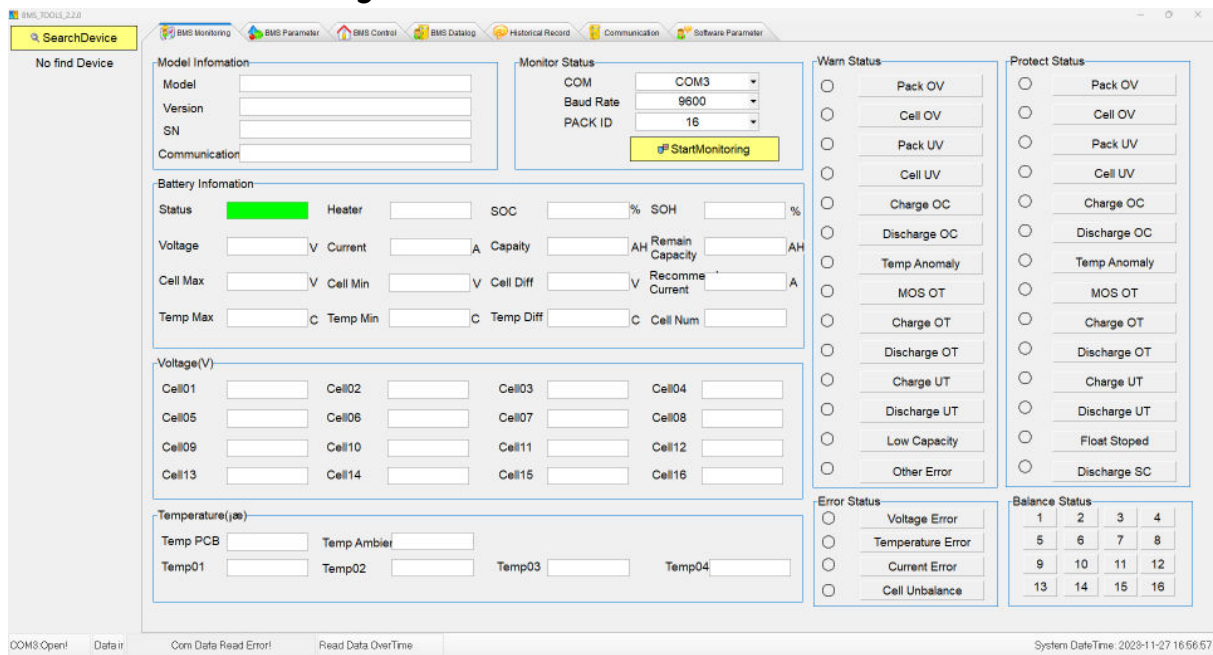 BMS_TOOLS_2.2.0
SearchDevice
No find Device
BMS Monitoring BMS Parameter BMS Control BMS Datalog Historical Record Communication Software Parameter
Model Infomation
Model
Version
SN
Communication
Monitor Status
COM COM3
Baud Rate 9600
PACK ID 16
StartMonitoring
Battery Infomation
Status Heater SOC % SOH %
Voltage V Current A Capaity AH Remain Capacity AH
Cell Max V Cell Min V Cell Diff V Recomme Current A
Temp Max C Temp Min C Temp Diff C Cell Num
Voltage(V)
Cell01 Cell02 Cell03 Cell04
Cell05 Cell06 Cell07 Cell08
Cell09 Cell10 Cell11 Cell12
Cell13 Cell14 Cell15 Cell16
Temperature(¡æ)
Temp PCB Temp Ambier
Temp01 Temp02 Temp03 Temp04
Warn Status
Pack OV
Cell OV
Pack UV
Cell UV
Charge OC
Discharge OC
Temp Anomaly
MOS OT
Charge OT
Discharge OT
Charge UT
Discharge UT
Low Capacity
Other Error
Protect Status
Pack OV
Cell OV
Pack UV
Cell UV
Charge OC
Discharge OC
Temp Anomaly
MOS OT
Charge OT
Discharge OT
Charge UT
Discharge UT
Float Stoped
Discharge SC
Error Status
Voltage Error
Temperature Error
Current Error
Cell Unbalance
Balance Status
1 2 3 4
5 6 7 8
9 10 11 12
13 14 15 16
COM3:Open! Data ir Com Data Read Error! Read Data OverTime System DateTime: 2023-11-27 16:56:57